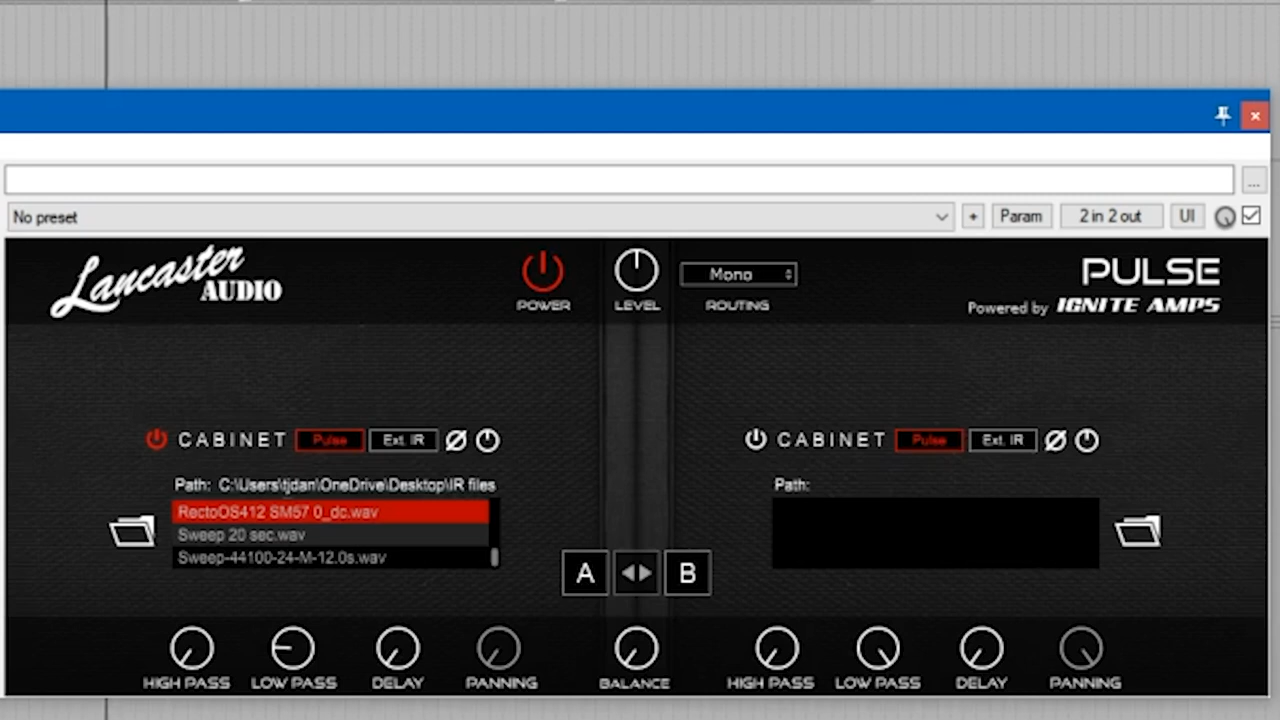 ...
No preset + Param 2 in 2 out UI
Lancaster
AUDIO
POWER
LEVEL
Mono
ROUTING
PULSE
Powered by IGNITE AMPS
CABINET Pulse Ext. IR
Path: C:\Users\tjdan\OneDrive\Desktop\IR files
RectoOS412 SM57 0_dc.wav
Sweep 20 sec.wav
Sweep-44100-24-M-12.0s.wav
CABINET Pulse Ext. IR
Path:
A B
HIGH PASS LOW PASS DELAY PANNING BALANCE HIGH PASS LOW PASS DELAY PANNING